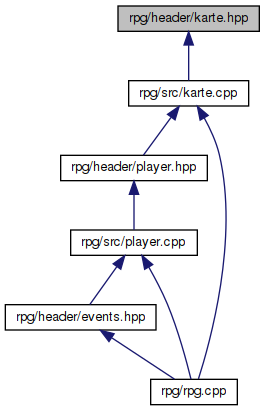 rpg/header/karte.hpp
rpg/src/karte.cpp
rpg/header/player.hpp
rpg/src/player.cpp
rpg/header/events.hpp
rpg/rpg.cpp